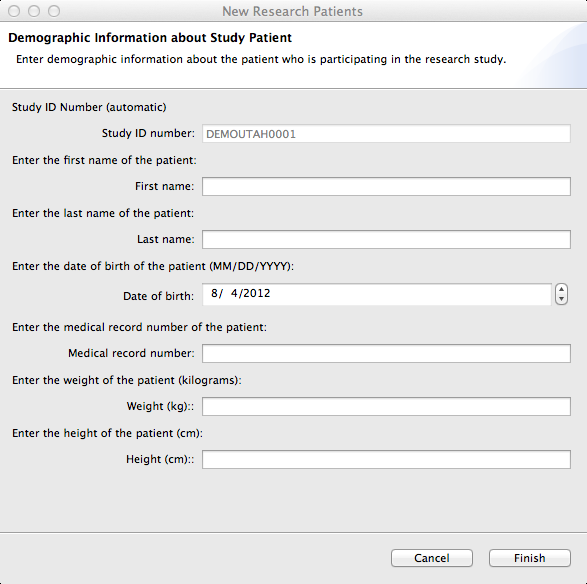 New Research Patients
Demographic Information about Study Patient
Enter demographic information about the patient who is participating in the research study.
Study ID Number (automatic)
Study ID number: DEMOUTAH0001
Enter the first name of the patient:
First name:
Enter the last name of the patient:
Last name:
Enter the date of birth of the patient (MM/DD/YYYY):
Date of birth: 8/ 4/2012
Enter the medical record number of the patient:
Medical record number:
Enter the weight of the patient (kilograms):
Weight (kg)::
Enter the height of the patient (cm):
Height (cm)::
Cancel Finish